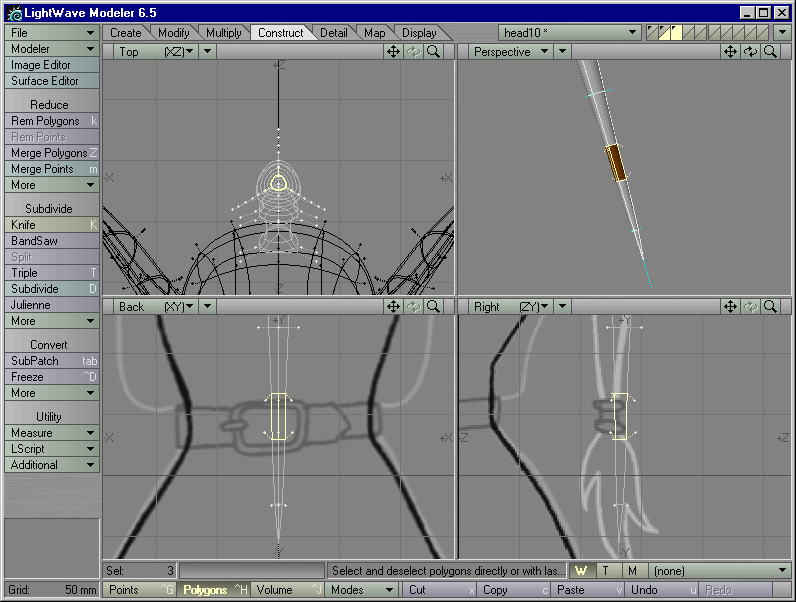 LightWave Modeler 6.5
File
Modeler
Image Editor
Surface Editor
Reduce
Rem Polygons k
Rem Points
Merge Polygons Z
Merge Points m
More
Subdivide
Knife K
BandSaw
Split
Triple T
Subdivide D
Julienne
More
Convert
SubPatch tab
Freeze ^D
More
Utility
Measure
LScript
Additional
Create Modify Multiply Construct Detail Map Display
head10 *
Top (XZ)
Perspective
-Z
-X +X
-Z
Back (XY)
Right (ZY)
+Y
-X +X
-Y
+Y
-Z +Z
-Y
Sel: 3
Select and deselect polygons directly or with las...
W T M (none)
Grid: 50 mm
Points ^G Polygons ^H Volume ^J Modes Cut x Copy c Paste v Undo u Redo